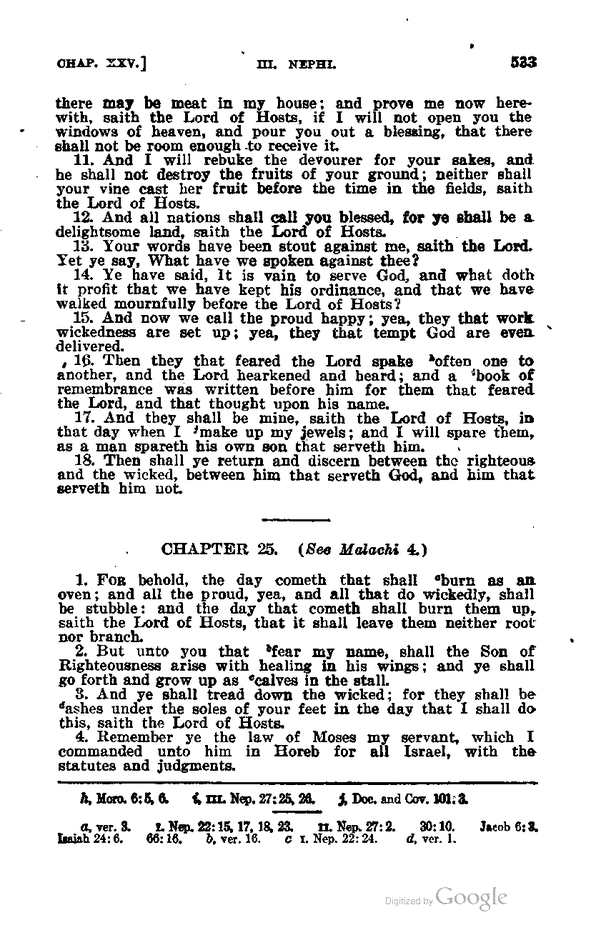 CHAP. XXV.] III. NEPHI. 533
there may be meat in my house; and prove me now here-
with, saith the Lord of Hosts, if I will not open you the
windows of heaven, and pour you out a blessing, that there
shall not be room enough to receive it.
11. And I will rebuke the devourer for your sakes, and
he shall not destroy the fruits of your ground; neither shall
your vine cast her fruit before the time in the fields, saith
the Lord of Hosts.
12. And all nations shall call you blessed, for ye shall be a
delightsome land, saith the Lord of Hosts.
13. Your words have been stout against me, saith the Lord.
Yet ye say, What have we spoken against thee?
14. Ye have said, It is vain to serve God, and what doth
it profit that we have kept his ordinance, and that we have
walked mournfully before the Lord of Hosts?
15. And now we call the proud happy; yea, they that work
wickedness are set up; yea, they that tempt God are even
delivered.
16. Then they that feared the Lord spake ʰoften one to
another, and the Lord hearkened and heard; and a ⁱbook of
remembrance was written before him for them that feared
the Lord, and that thought upon his name.
17. And they shall be mine, saith the Lord of Hosts, in
that day when I ʲmake up my jewels; and I will spare them,
as a man spareth his own son that serveth him.
18. Then shall ye return and discern between the righteous
and the wicked, between him that serveth God, and him that
serveth him not.
CHAPTER 25. (See Malachi 4.)
1. FOR behold, the day cometh that shall ᵃburn as an
oven; and all the proud, yea, and all that do wickedly, shall
be stubble: and the day that cometh shall burn them up,
saith the Lord of Hosts, that it shall leave them neither root
nor branch.
2. But unto you that ᵇfear my name, shall the Son of
Righteousness arise with healing in his wings; and ye shall
go forth and grow up as ᶜcalves in the stall.
3. And ye shall tread down the wicked; for they shall be
ᵈashes under the soles of your feet in the day that I shall do
this, saith the Lord of Hosts.
4. Remember ye the law of Moses my servant, which I
commanded unto him in Horeb for all Israel, with the
statutes and judgments.
h, Moro. 6:5, 6. i, III. Nep. 27:25, 26. j, Doc. and Cov. 101:3.
a, ver. 3. I. Nep. 22:15, 17, 18, 23. II. Nep. 27:2. 30:10. Jacob 6:3.
Isaiah 24:6. 66:16. b, ver. 16. c I. Nep. 22:24. d, ver. 1.
Digitized by Google